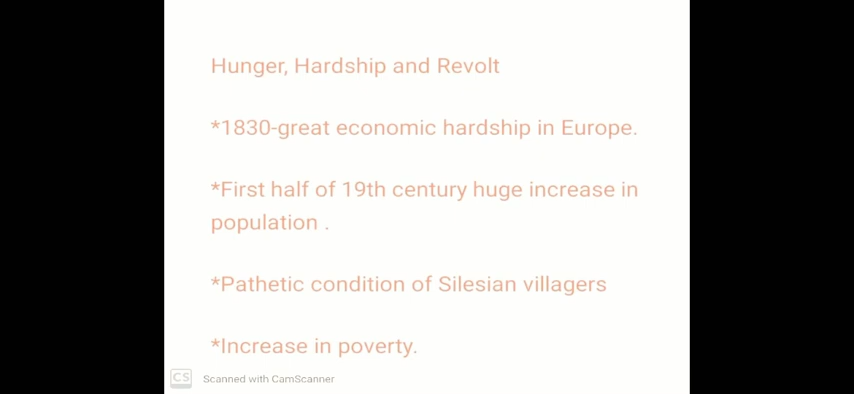 Hunger, Hardship and Revolt
*1830-great economic hardship in Europe.
*First half of 19th century huge increase in
population .
*Pathetic condition of Silesian villagers
*Increase in poverty.
CS Scanned with CamScanner